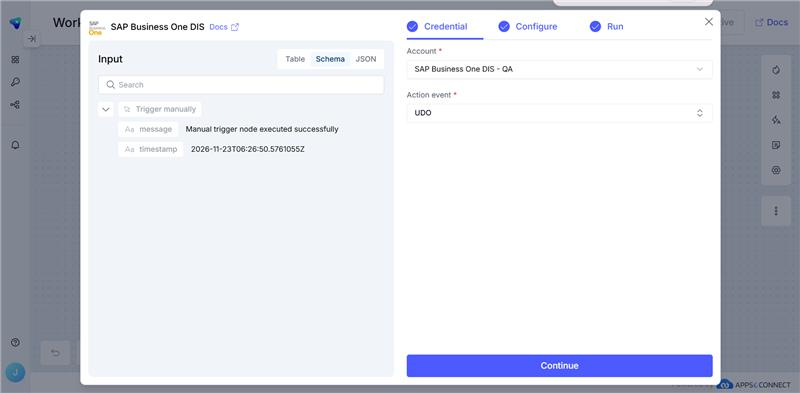 Work
SAP
Business
One
SAP Business One DIS
Docs
Input
Table
Schema
JSON
Search
Trigger manually
Aa message
Manual trigger node executed successfully
Aa timestamp
2026-11-23T06:26:50.5761055Z
Credential
Configure
Run
Account *
SAP Business One DIS - QA
Action event *
UDO
Continue
Docs
J
APPSeCONNECT